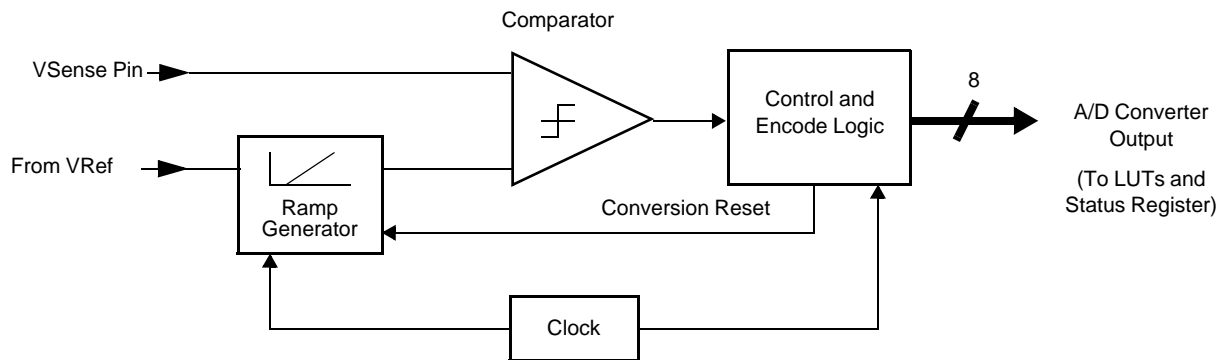 Comparator
VSense Pin
From VRef
Ramp
Generator
Control and
Encode Logic
8
A/D Converter
Output
(To LUTs and
Status Register)
Conversion Reset
Clock